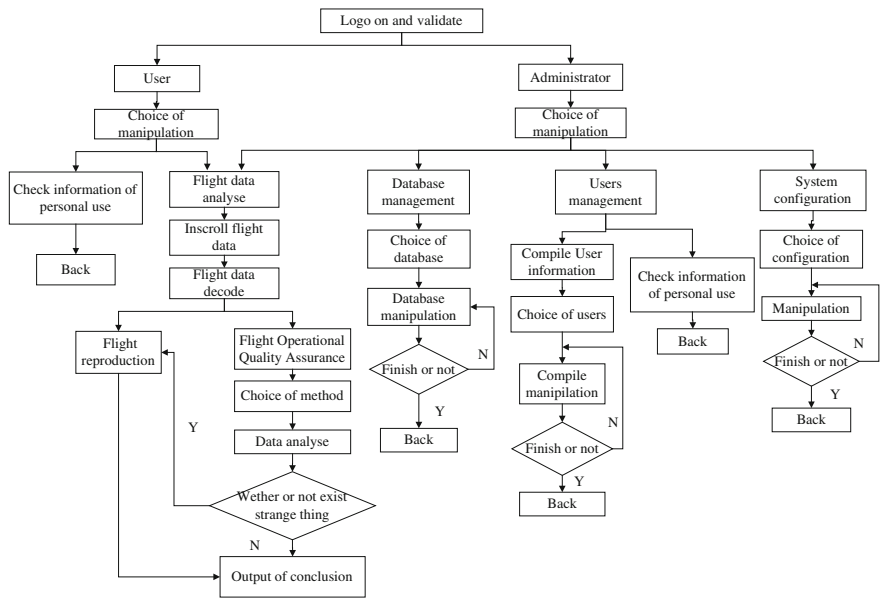 Logo on and validate
User
Administrator
Choice of
manipulation
Choice of
manipulation
Check information of
personal use
Back
Flight data
analyse
Inscroll flight
data
Flight data
decode
Flight
reproduction
Flight Operational
Quality Assurance
Choice of method
Data analyse
Y
Wether or not exist
strange thing
N
Output of conclusion
Database
management
Choice of
database
Database
manipulation
Finish or not
N
Y
Back
Users
management
Compile User
information
Choice of users
Compile
manipilation
N
Finish or not
Y
Back
Check information
of personal use
Back
System
configuration
Choice of
configuration
Manipulation
Finish or not
N
Y
Back